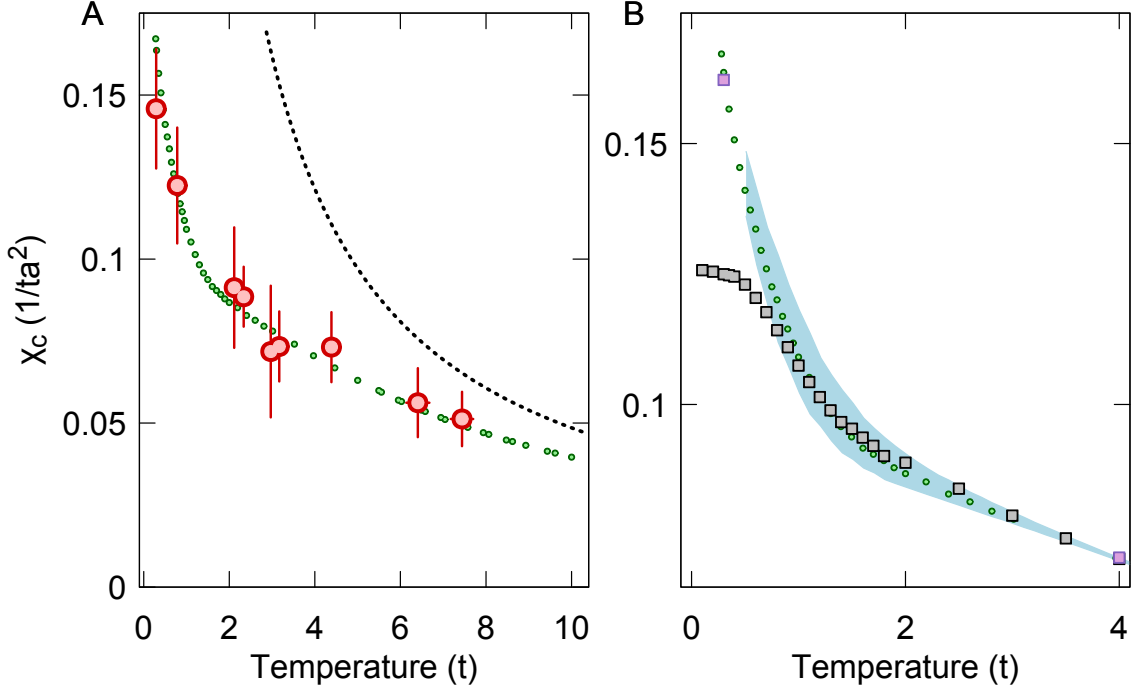 A
B
0.15
0.1
0.05
0
χc (1/ta²)
0 2 4 6 8 10
Temperature (t)
0.15
0.1
0 2 4
Temperature (t)